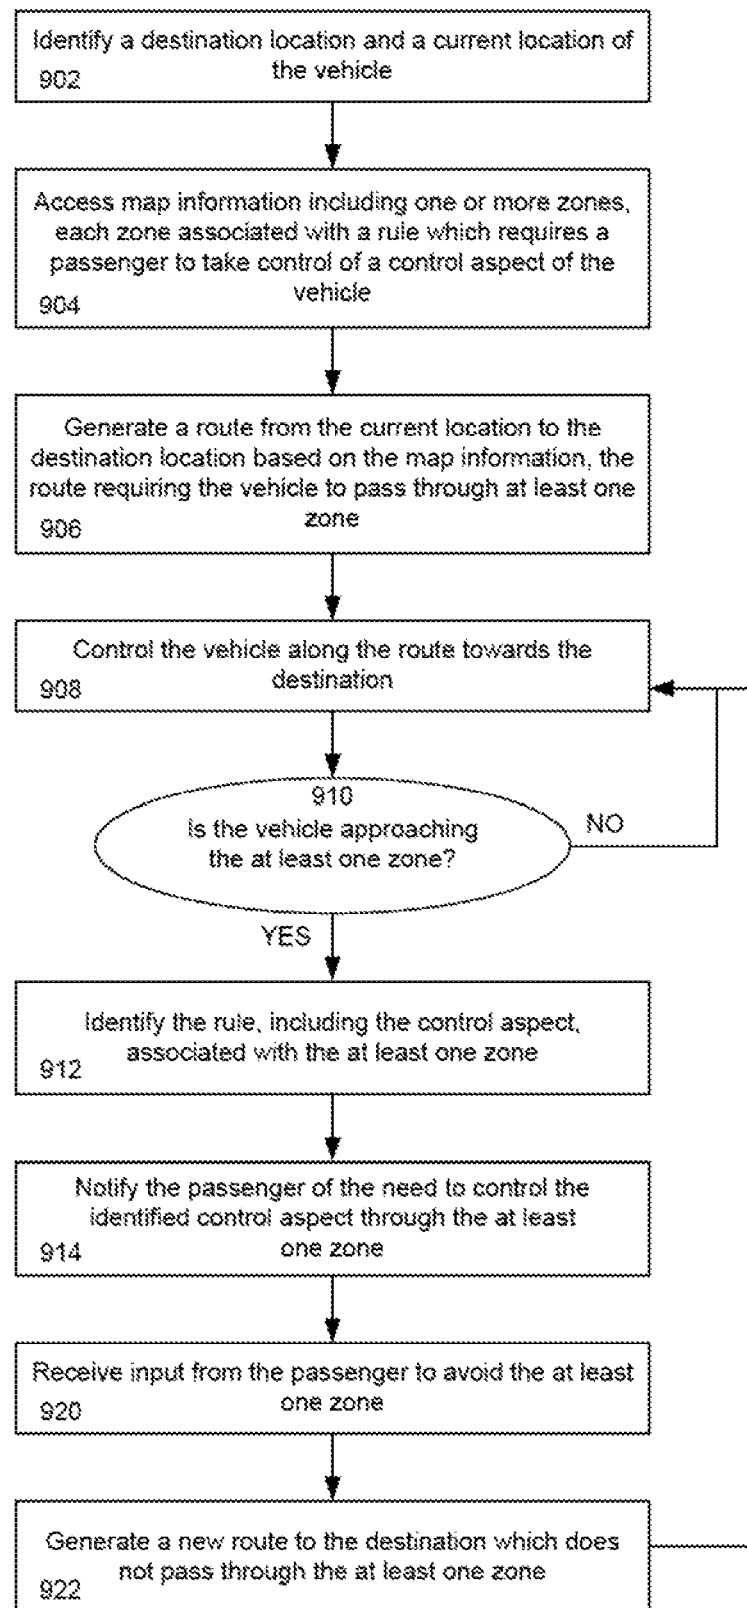 Identify a destination location and a current location of
the vehicle
902
Access map information including one or more zones,
each zone associated with a rule which requires a
passenger to take control of a control aspect of the
vehicle
904
Generate a route from the current location to the
destination location based on the map information, the
route requiring the vehicle to pass through at least one
zone
906
Control the vehicle along the route towards the
destination
908
910
Is the vehicle approaching
the at least one zone?
NO
YES
Identify the rule, including the control aspect,
associated with the at least one zone
912
Notify the passenger of the need to control the
identified control aspect through the at least
one zone
914
Receive input from the passenger to avoid the at least
one zone
920
Generate a new route to the destination which does
not pass through the at least one zone
922